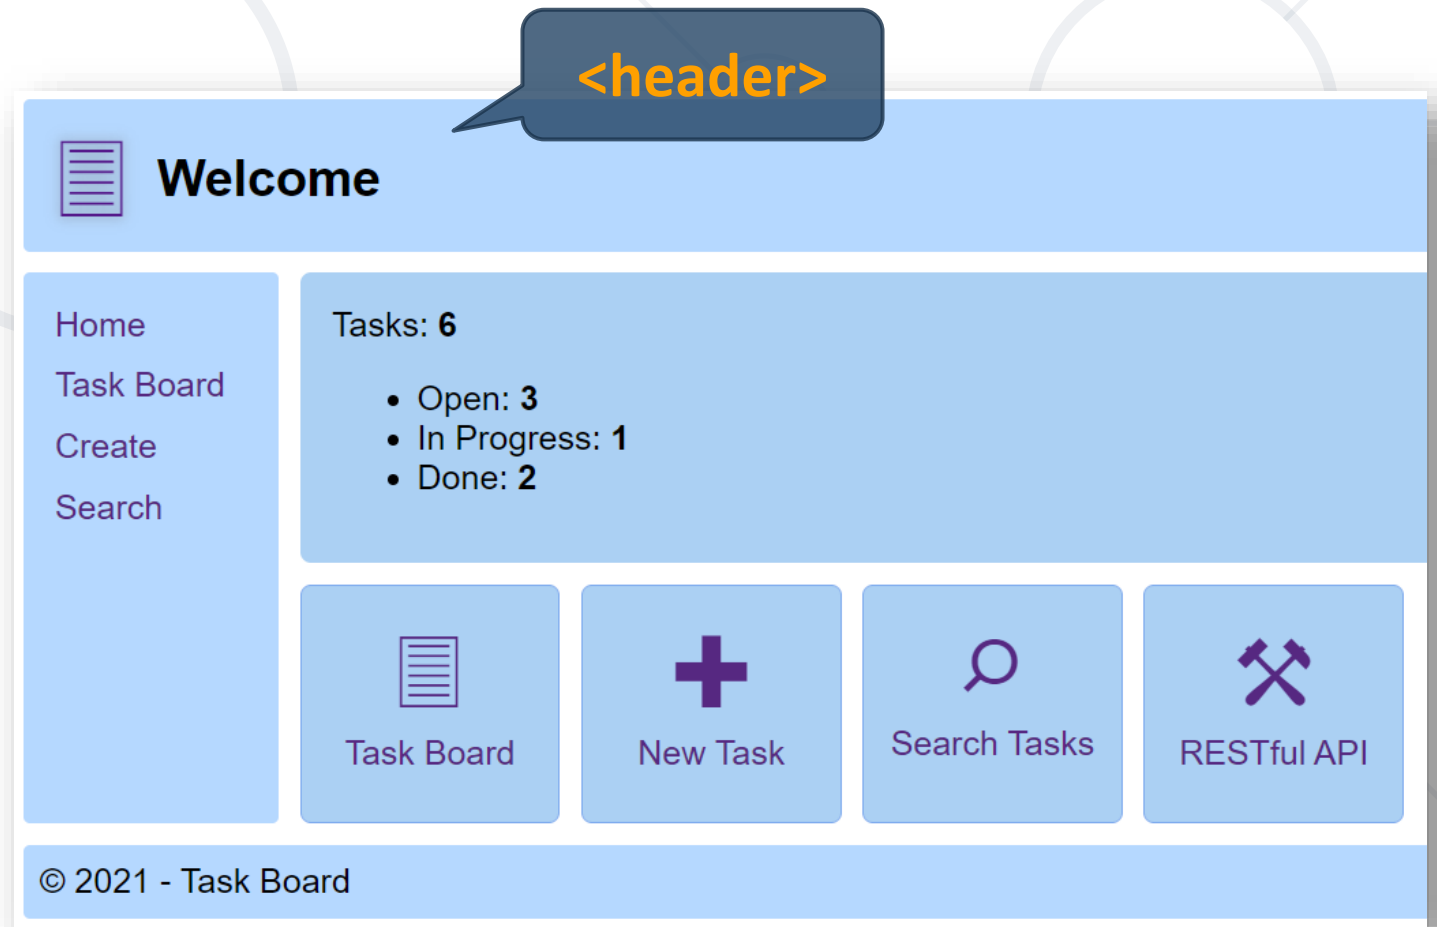 <header>
Welcome
Home
Task Board
Create
Search
Tasks: 6
• Open: 3
• In Progress: 1
• Done: 2
Task Board
New Task
Search Tasks
RESTful API
© 2021 - Task Board